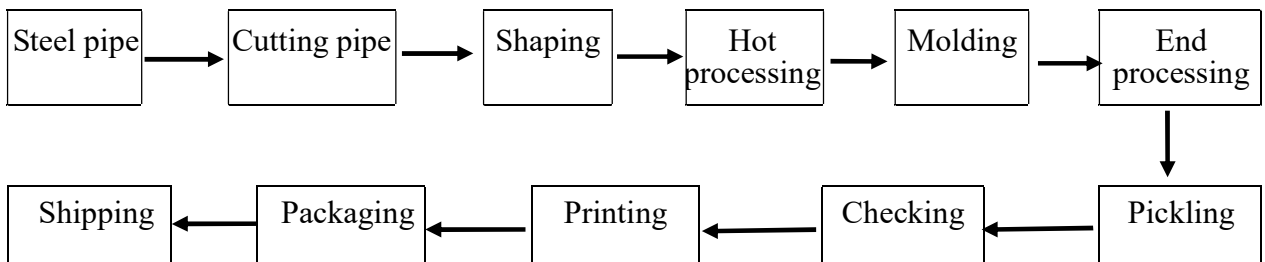 Steel pipe
Cutting pipe
Shaping
Hot
processing
Molding
End
processing
Pickling
Checking
Printing
Packaging
Shipping